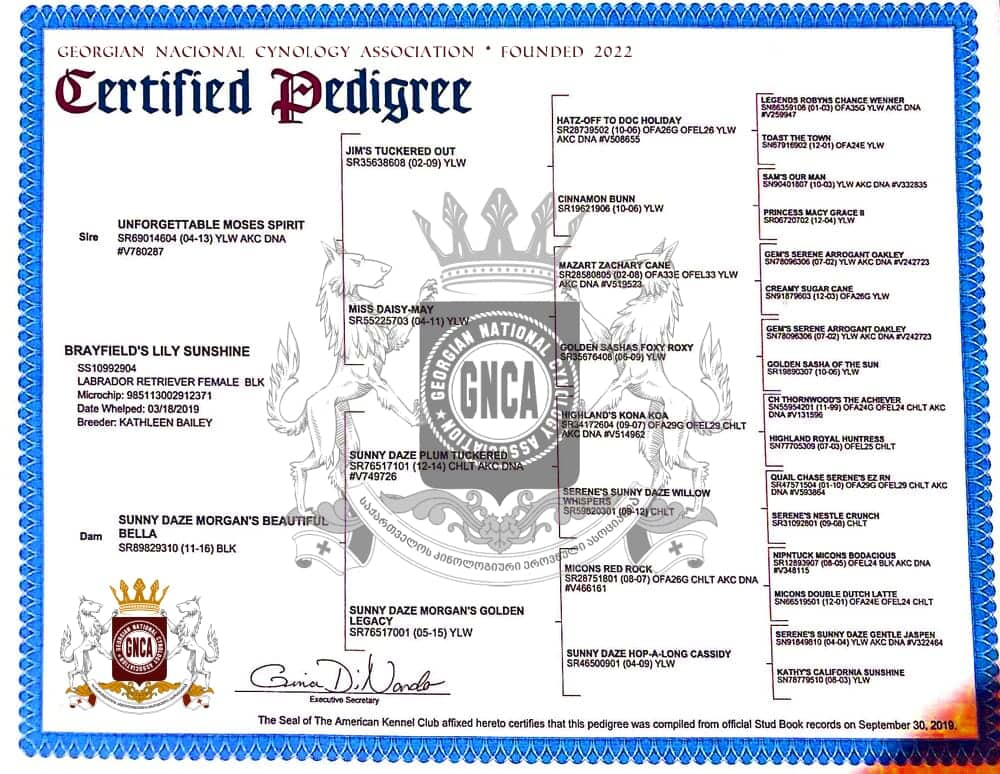 GEORGIAN NATIONAL CYNOLOGY ASSOCIATION * FOUNDED 2022
Certified Pedigree
Sire
UNFORGETTABLE MOSES SPIRIT
SR69014604 (04-13) YLW AKC DNA
#V780287
BRAYFIELD'S LILY SUNSHINE
SS10992904
LABRADOR RETRIEVER FEMALE BLK
Microchip: 985113002912371
Date Whelped: 03/18/2019
Breeder: KATHLEEN BAILEY
Dam
SUNNY DAZE MORGAN'S BEAUTIFUL
BELLA
SR89829310 (11-16) BLK
JIM'S TUCKERED OUT
SR35638608 (02-09) YLW
MISS DAISY-MAY
SR55225703 (04-11) YLW
SUNNY DAZE PLUM TUCKERED
SR76517101 (12-14) CHLT AKC DNA
#V749726
SUNNY DAZE MORGAN'S GOLDEN
LEGACY
SR76517001 (05-15) YLW
HATZ-OFF TO DOC HOLIDAY
SR28739502 (10-06) OFA26G OFEL26 YLW
AKC DNA #V508655
CINNAMON BUNN
SR19621906 (10-06) YLW
MAZART ZACHARY CANE
SR28580805 (02-08) OFA33E OFEL33 YLW
AKC DNA #V519523
GOLDEN SASHAS FOXY ROXY
SR35676408 (06-09) YLW
HIGHLAND'S KONA KOA
SR34172604 (09-07) OFA29G OFEL29 CHLT
AKC DNA #V514962
SERENE'S SUNNY DAZE WILLOW
WHISPERS
SR59820301 (09-12) CHLT
MICONS RED ROCK
SR28751801 (08-07) OFA26G CHLT AKC DNA
#V466161
SUNNY DAZE HOP-A-LONG CASSIDY
SR46500901 (04-09) YLW
LEGENDS ROBYNS CHANCE WENNER
SN86359106 (01-03) OFA35G YLW AKC DNA
#V259947
TOAST THE TOWN
SN67916902 (12-01) OFA24E YLW
SAM'S OUR MAN
SN90401807 (10-03) YLW AKC DNA #V332835
PRINCESS MACY GRACE II
SR06720702 (12-04) YLW
GEM'S SERENE ARROGANT OAKLEY
SN78096306 (07-02) YLW AKC DNA #V242723
CREAMY SUGAR CANE
SN91879603 (12-03) OFA26G YLW
GEM'S SERENE ARROGANT OAKLEY
SN78096306 (07-02) YLW AKC DNA #V242723
GOLDEN SASHA OF THE SUN
SR19890307 (10-06) YLW
CH THORNWOOD'S THE ACHIEVER
SN55954201 (11-99) OFA24G OFEL24 CHLT AKC
DNA #V131596
HIGHLAND ROYAL HUNTRESS
SN77705309 (07-03) OFEL25 CHLT
QUAIL CHASE SERENE'S EZ RN
SR47571504 (01-10) OFA29G OFEL29 CHLT AKC
DNA #V593864
SERENE'S NESTLE CRUNCH
SR31092801 (09-08) CHLT
NIPNTUCK MICONS BODACIOUS
SR12893907 (08-05) OFEL24 BLK AKC DNA
#V348115
MICONS DOUBLE DUTCH LATTE
SN66519501 (12-01) OFA24E OFEL24 CHLT
SERENE'S SUNNY DAZE GENTLE JASPEN
SN91849810 (04-04) YLW AKC DNA #V322464
KATHY'S CALIFORNIA SUNSHINE
SN78779510 (08-03) YLW
GEORGIAN NATIONAL CYNOLOGY ASSOCIATION
GNCA
საქართველოს კინოლოგიური ეროვნული ასოციაცია
GEORGIAN NATIONAL CYNOLOGY ASSOCIATION
GNCA
Gina DiNardo
Executive Secretary
The Seal of The American Kennel Club affixed hereto certifies that this pedigree was compiled from official Stud Book records on September 30, 2019.